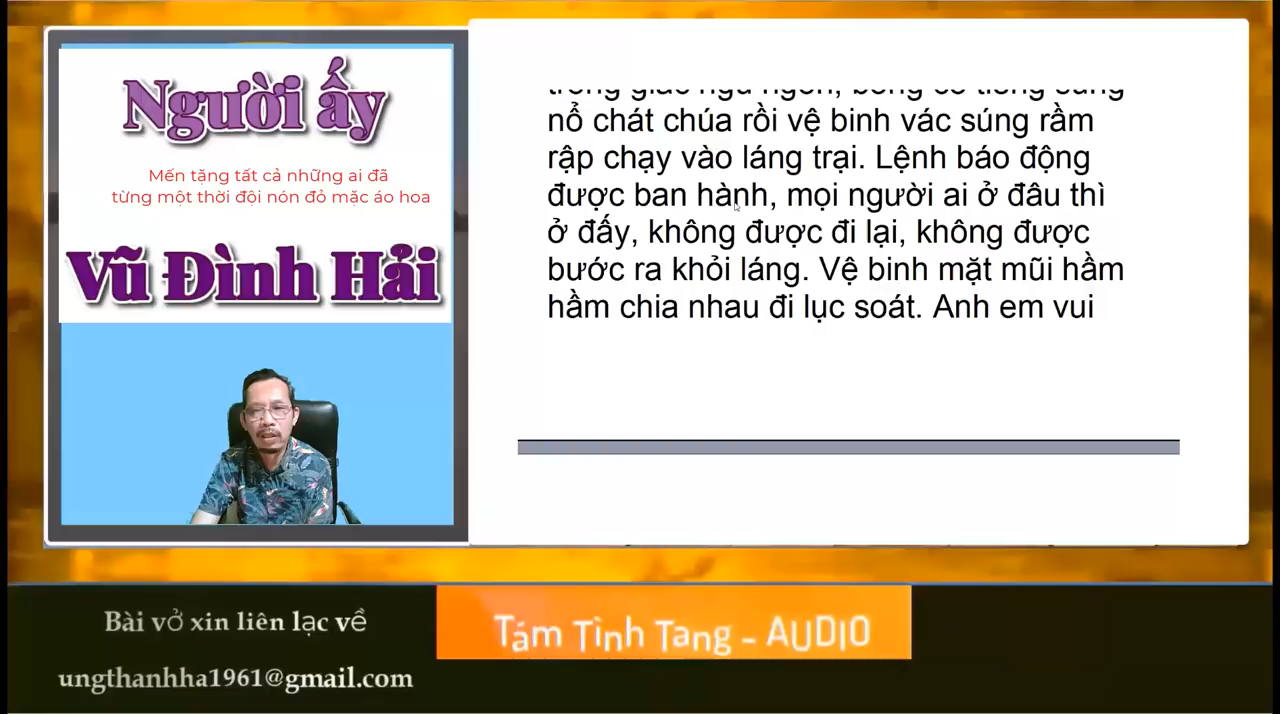 Người ấy
Mến tặng tất cả những ai đã
từng một thời đội nón đỏ mặc áo hoa
Vũ Đình Hải
nổ chát chúa rồi vệ binh vác súng rầm
rập chạy vào láng trại. Lệnh báo động
được ban hành, mọi người ai ở đâu thì
ở đấy, không được đi lại, không được
bước ra khỏi láng. Vệ binh mặt mũi hầm
hầm chia nhau đi lục soát. Anh em vui
Bài vở xin liên lạc về
ungthanhha1961@gmail.com
Tám Tình Tang - AUDIO